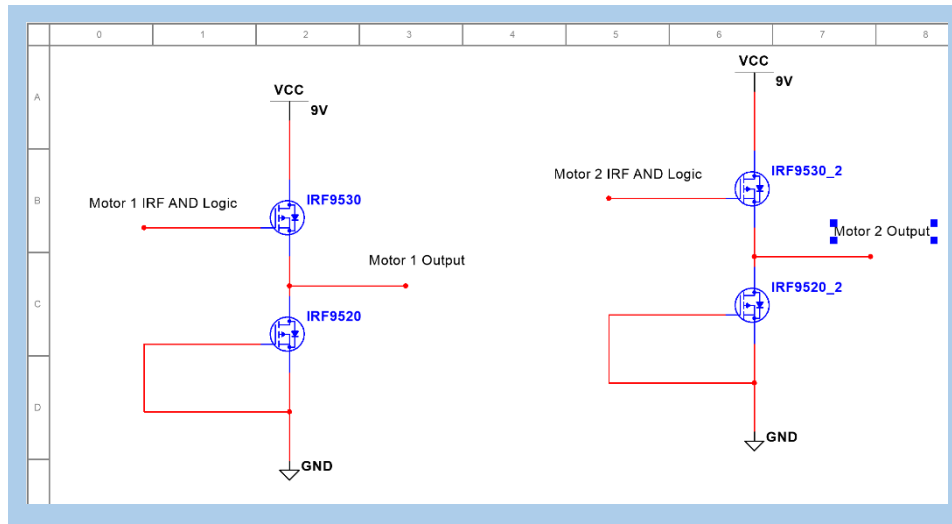 0 1 2 3 4 5 6 7 8
A
B
C
D
VCC
9V
IRF9530
Motor 1 IRF AND Logic
Motor 1 Output
IRF9520
GND
VCC
9V
IRF9530_2
Motor 2 IRF AND Logic
Motor 2 Output
IRF9520_2
GND